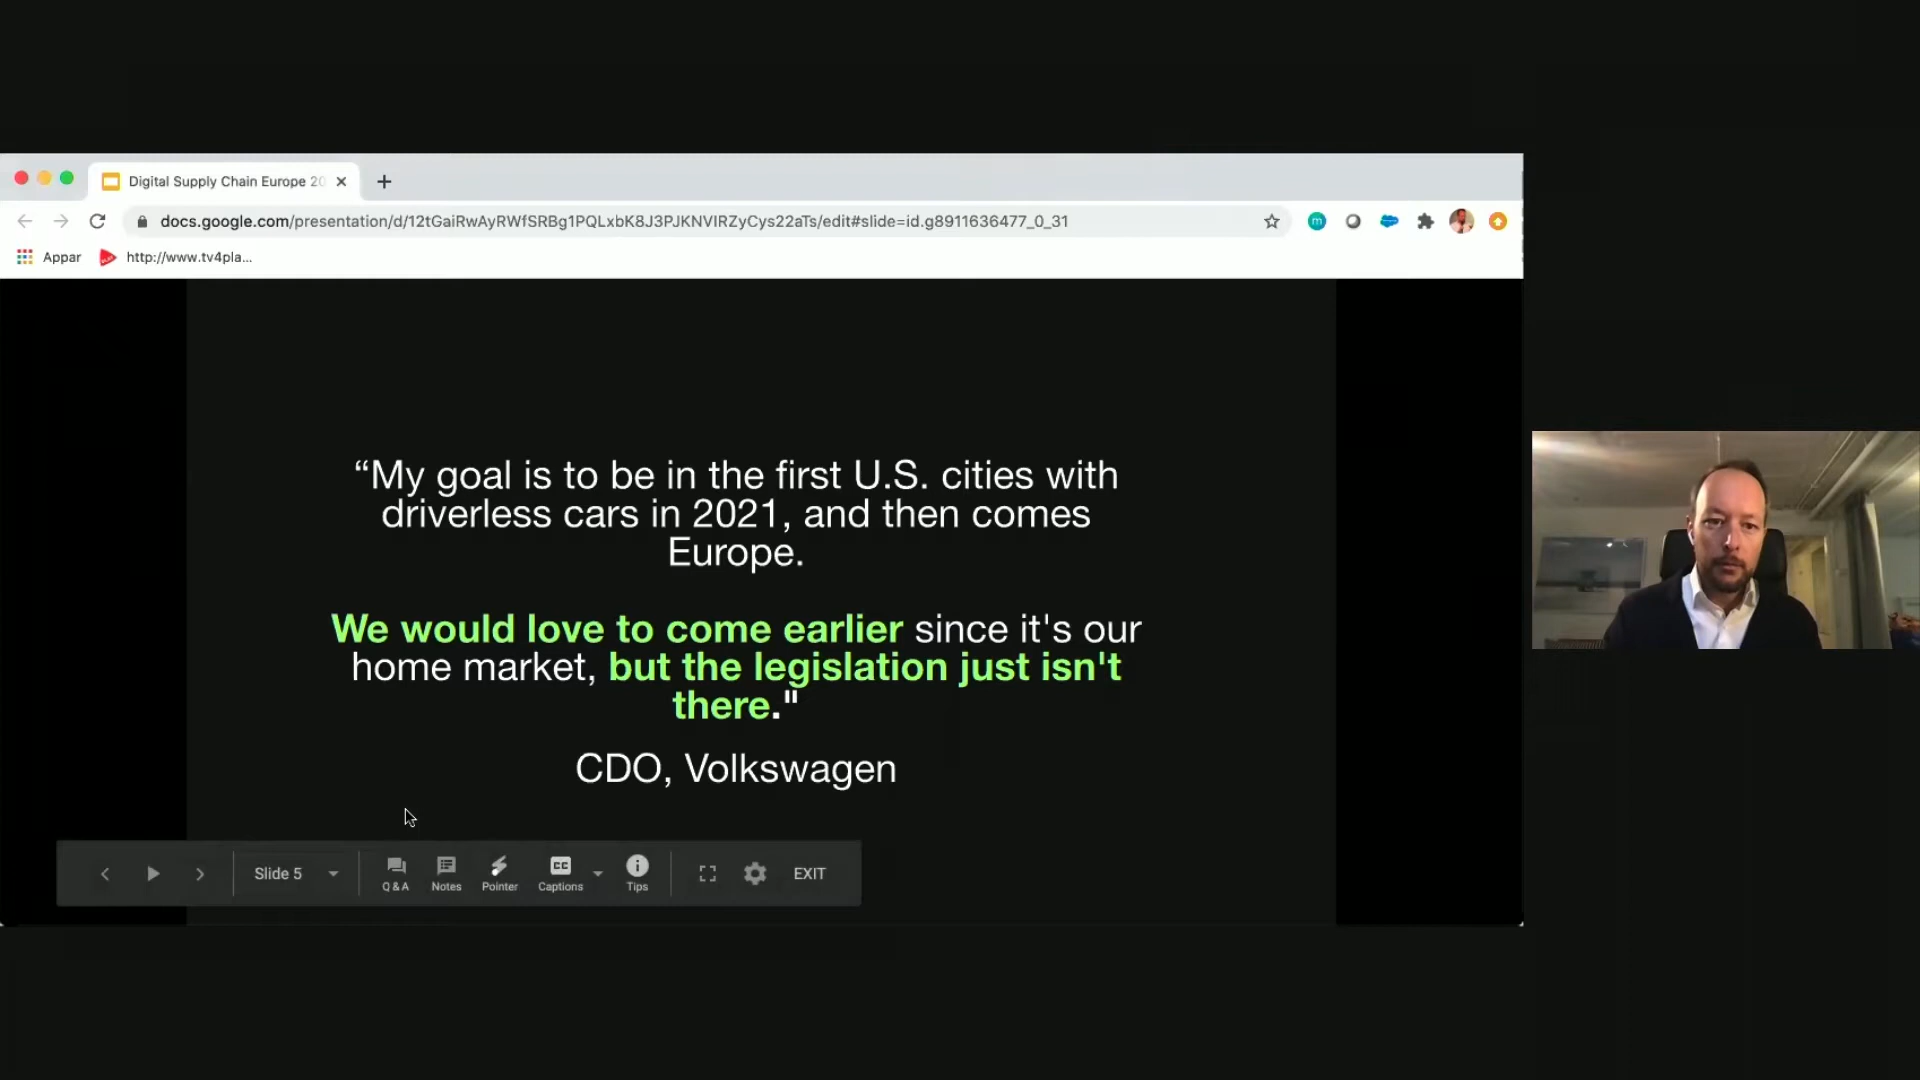 Digital Supply Chain Europe 20
docs.google.com/presentation/d/12tGaiRwAyRWfSRBg1PQLxbK8J3PJKNVIRZyCys22aTs/edit#slide=id.g8911636477_0_31
m
Appar
http://www.tv4pla...
“My goal is to be in the first U.S. cities with
driverless cars in 2021, and then comes
Europe.
We would love to come earlier since it's our
home market, but the legislation just isn't
there."
CDO, Volkswagen
Slide 5
Q & A
Notes
Pointer
CC
Captions
Tips
EXIT